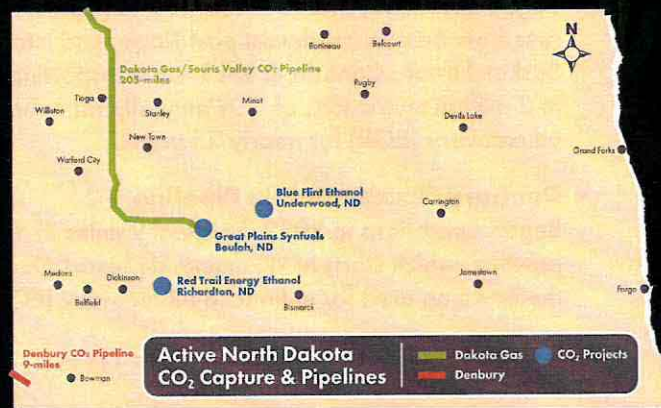 N
Bottineau
Belcourt
Dakota Gas/Souris Valley CO₂ Pipeline
205-miles
Rugby
Tioga
Stanley
Minot
Williston
Devils Lake
New Town
Grand Forks
Watford City
Blue Flint Ethanol
Underwood, ND
Carrington
Great Plains Synfuels
Beulah, ND
Medora
Dickinson
Red Trail Energy Ethanol
Richardton, ND
Jamestown
Belfield
Bismarck
Fargo
Denbury CO₂ Pipeline
9-miles
Bowman
Active North Dakota
CO₂ Capture & Pipelines
Dakota Gas
CO₂ Projects
Denbury